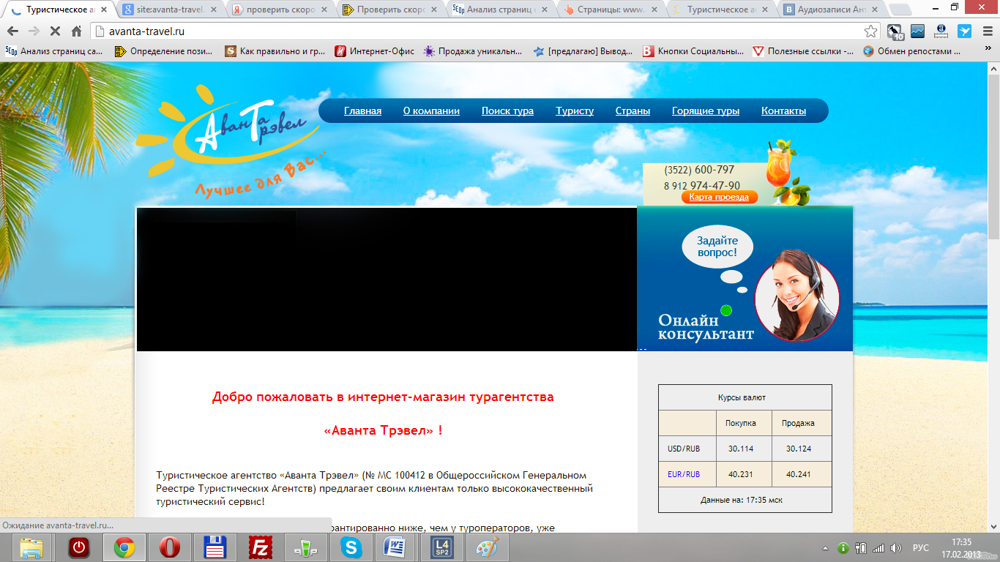 Туристическое а
site:avanta-travel.
проверить скоро
Проверить скоро
Анализ страниц
Страницы: www.
Туристическое а
Аудиозаписи Ант
avanta-travel.ru
10
Анализ страниц са...
Определение пози...
Как правильно и гр...
Интернет-Офис
Продажа уникальн...
[предлагаю] Вывод...
Кнопки Социальны...
Полезные ссылки -...
Обмен репостами ...
Аванта Трэвел
Лучшее для Вас...
Главная
О компании
Поиск тура
Туристу
Страны
Горящие туры
Контакты
(3522) 600-797
8 912 974-47-90
Карта проезда
Задайте
вопрос!
Онлайн
консультант
Добро пожаловать в интернет-магазин турагентства
«Аванта Трэвел» !
Туристическое агентство «Аванта Трэвел» (№ МС 100412 в Общероссийском Генеральном
Реестре Туристических Агентств) предлагает своим клиентам только высококачественный
туристический сервис!
рантированно ниже, чем у туроператоров, уже
Курсы валют
Покупка Продажа
USD/RUB 30.114 30.124
EUR/RUB 40.231 40.241
Данные на: 17:35 мск
Ожидание avanta-travel.ru...
L4
SP2
РУС
17:35
17.02.2013